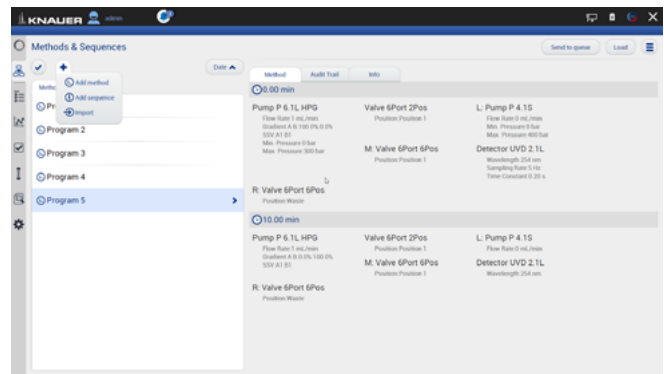 KNAUER admin
Methods & Sequences
Send to queue
Load
Date
Add method
Add sequence
Import
Program 2
Program 3
Program 4
Program 5
Method
Audit Trail
Info
0.00 min
Pump P 6.1L HPG
Flow Rate 1 mL/min
Gradient A B 100.0% 0.0%
SSV A1 B1
Min. Pressure 0 bar
Max. Pressure 300 bar
Valve 6Port 2Pos
Position Position 1
L: Pump P 4.1S
Flow Rate 0 mL/min
Min. Pressure 0 bar
Max. Pressure 400 bar
M: Valve 6Port 6Pos
Position Position 1
Detector UVD 2.1L
Wavelength 254 nm
Sampling Rate 5 Hz
Time Constant 0.20 s
R: Valve 6Port 6Pos
Position Waste
10.00 min
Pump P 6.1L HPG
Flow Rate 1 mL/min
Gradient A B 0.0% 100.0%
SSV A1 B1
Valve 6Port 2Pos
Position Position 1
L: Pump P 4.1S
Flow Rate 0 mL/min
M: Valve 6Port 6Pos
Position Position 1
Detector UVD 2.1L
Wavelength 254 nm
R: Valve 6Port 6Pos
Position Waste